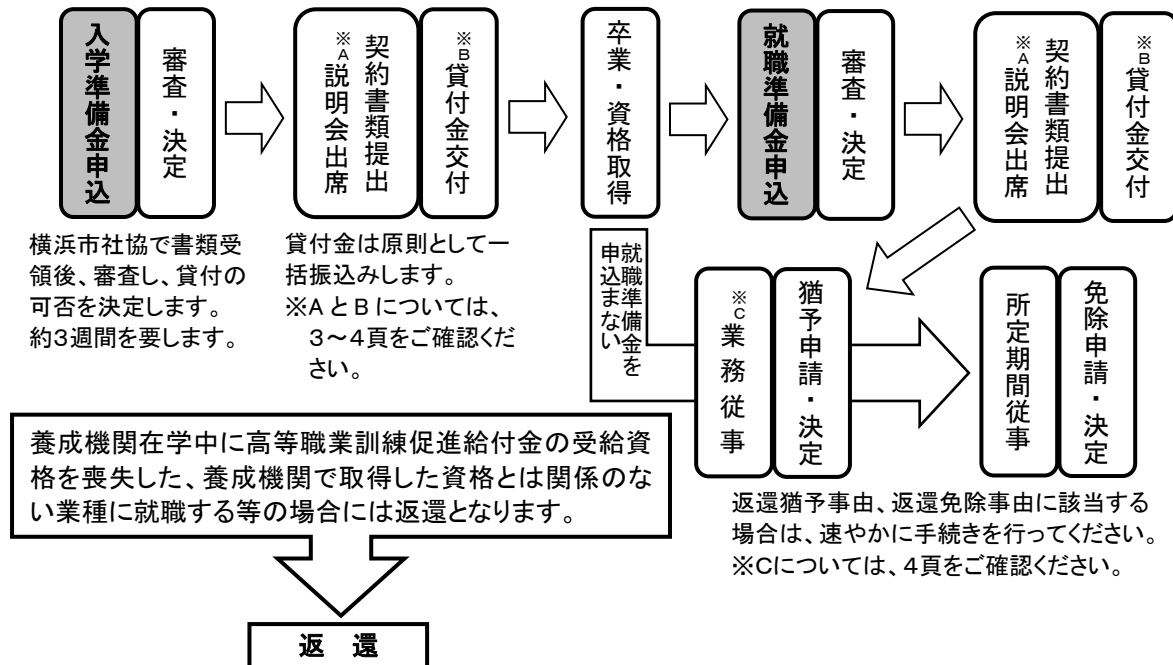 入学準備金申込
審査・決定
※A説明会出席
契約書類提出
※B貸付金交付
卒業・資格取得
就職準備金申込
審査・決定
※A説明会出席
契約書類提出
※B貸付金交付
横浜市社協で書類受
領後、審査し、貸付の
可否を決定します。
約3週間を要します。
貸付金は原則として一
括振込みします。
※AとBについては、
3～4頁をご確認くだ
さい。
就職準備金を
申込まない
※C業務従事
猶予申請・決定
所定期間従事
免除申請・決定
養成機関在学中に高等職業訓練促進給付金の受給資
格を喪失した、養成機関で取得した資格とは関係のな
い業種に就職する等の場合には返還となります。
返還猶予事由、返還免除事由に該当する
場合は、速やかに手続きを行ってください。
※Cについては、4頁をご確認ください。
返 還